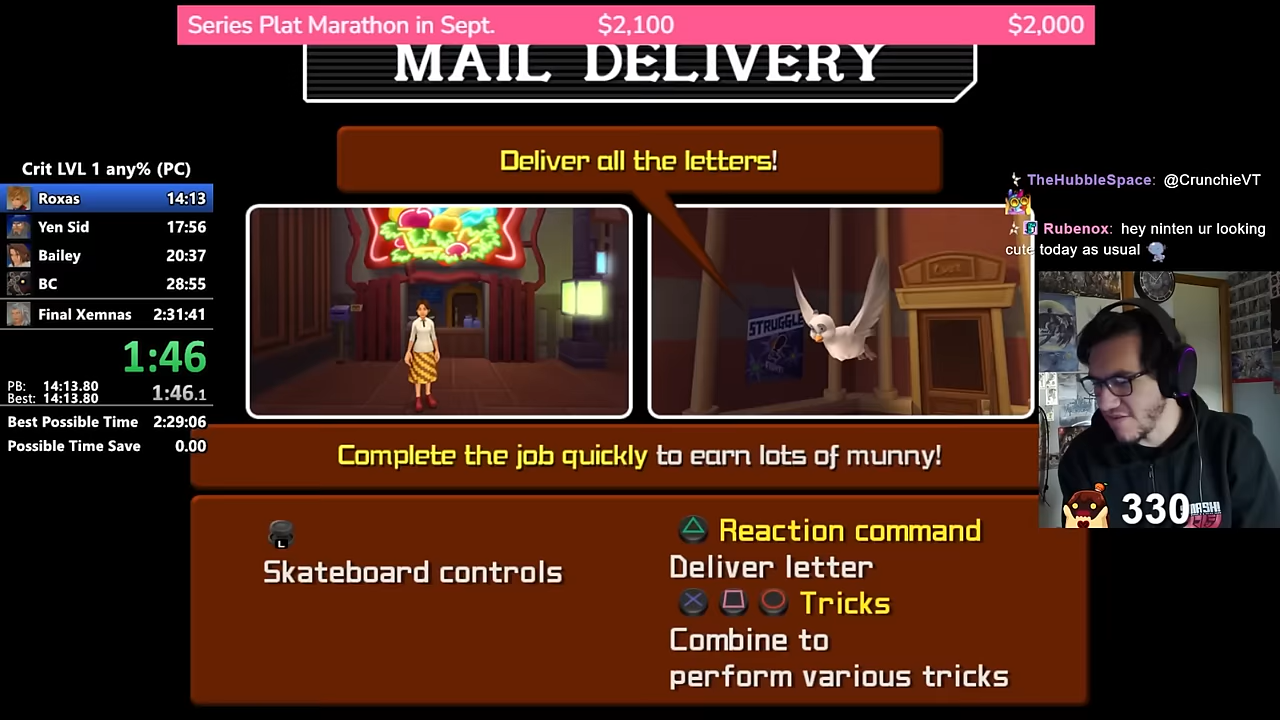 Series Plat Marathon in Sept. $2,100 $2,000
MAIL DELIVERY
Deliver all the letters!
Crit LVL 1 any% (PC)
Roxas 14:13
Yen Sid 17:56
Bailey 20:37
BC 28:55
Final Xemnas 2:31:41
1:46
PB: 14:13.80
Best: 14:13.80
1:46.1
Best Possible Time 2:29:06
Possible Time Save 0.00
TheHubbleSpace: @CrunchieVT
Rubenox: hey ninten ur looking
cute today as usual
STRUGGLE
Complete the job quickly to earn lots of munny!
330
L
Skateboard controls
Reaction command
Deliver letter
Tricks
Combine to
perform various tricks